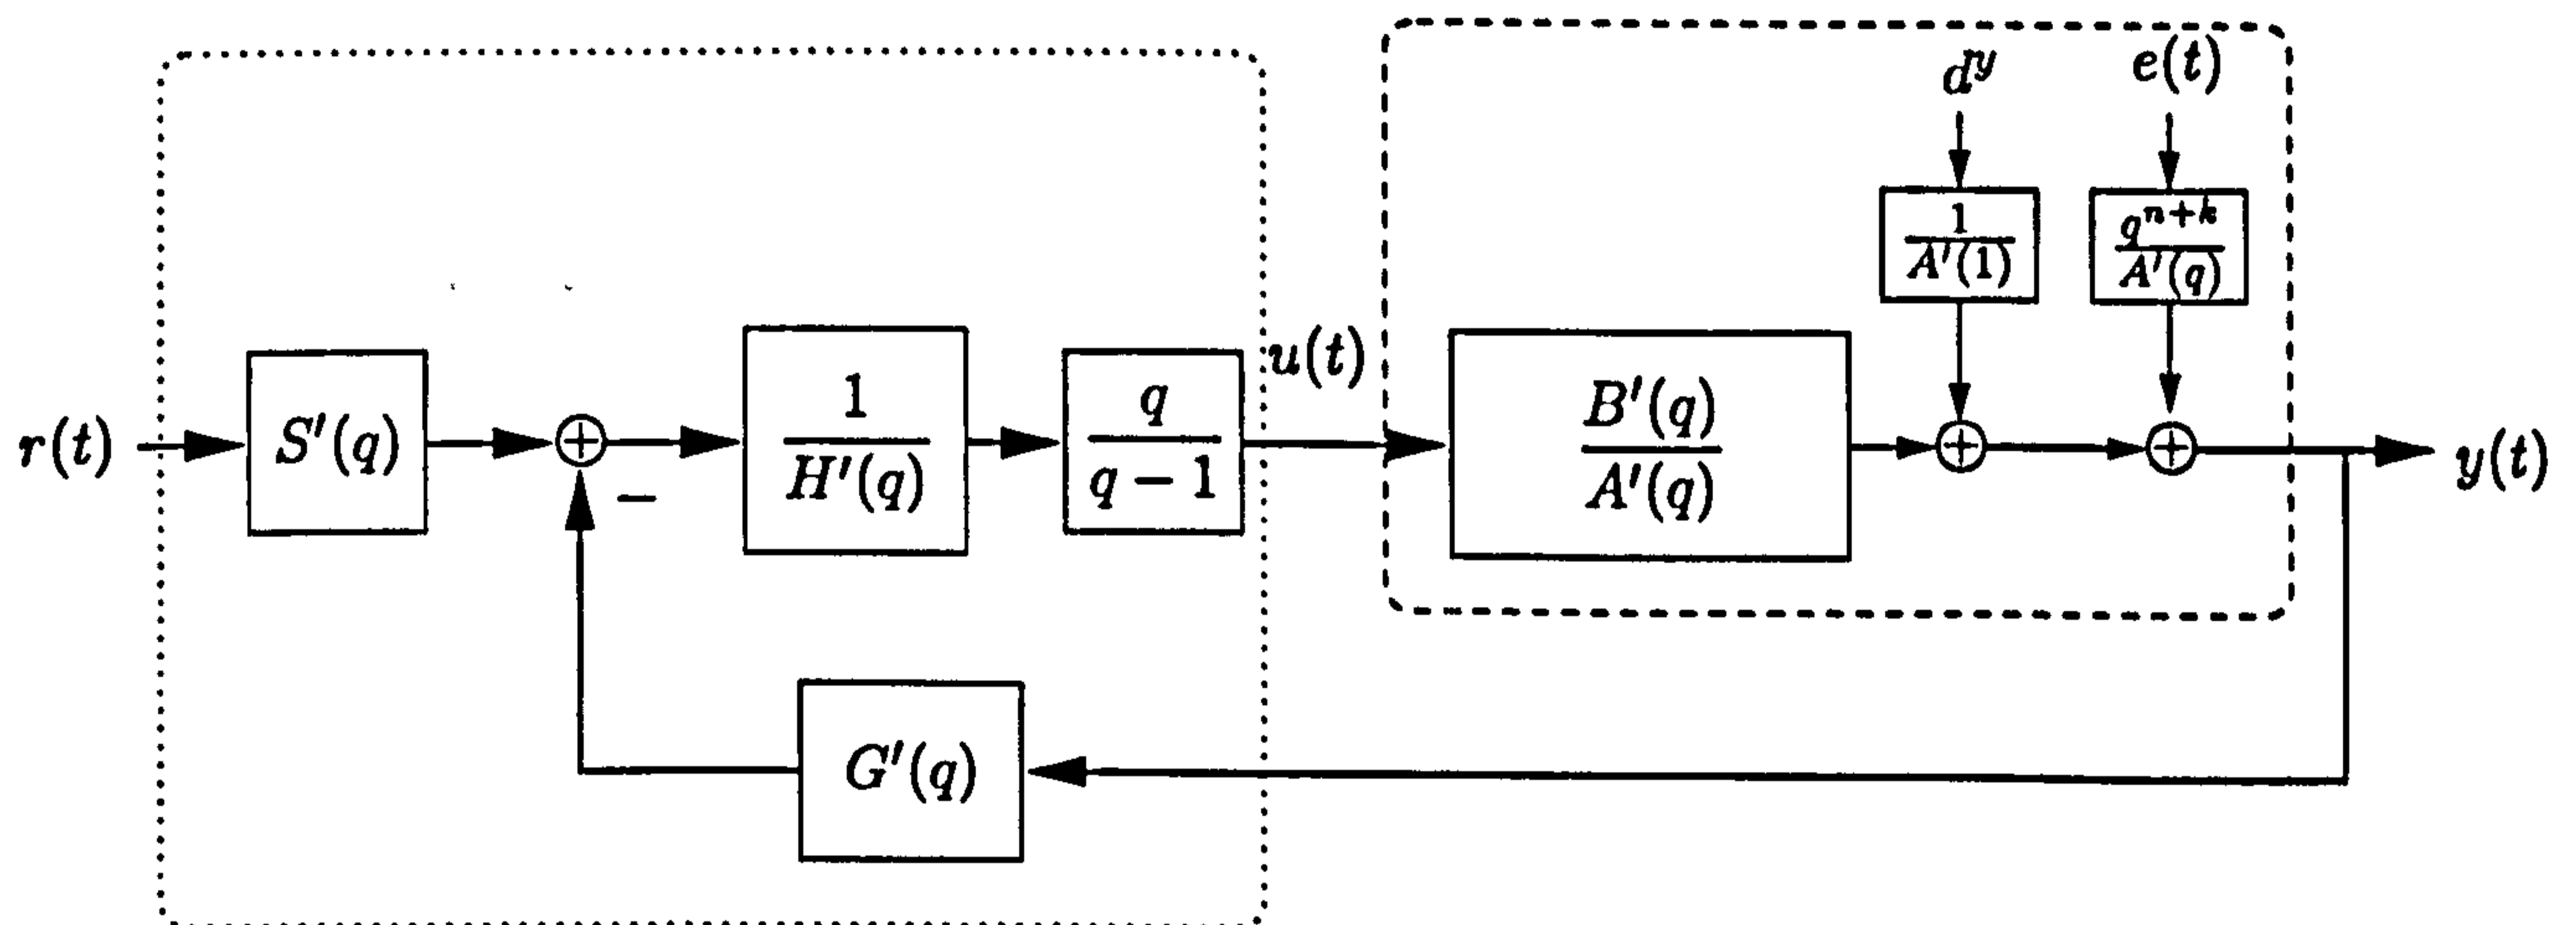 d^y
e(t)
1
A'(1)
q^{n+k}
A'(q)
r(t)
S'(q)
+
−
1
H'(q)
q
q − 1
u(t)
B'(q)
A'(q)
+
+
y(t)
G'(q)